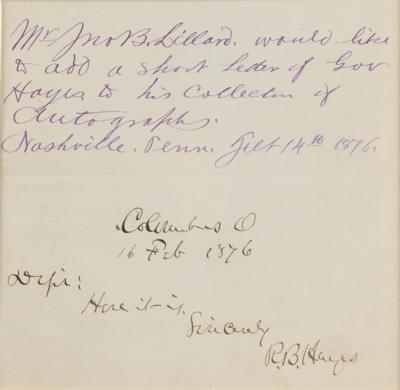 Mr Jno B. Lillard. would like
to add a short Letter of Gov
Hayes to his Collection of
Autographs.
Nashville. Tenn. Feb 14th 1876.
Columbus O
16 Feb 1876
Dr Sir:
Here it is.
Sincerely
R. B. Hayes